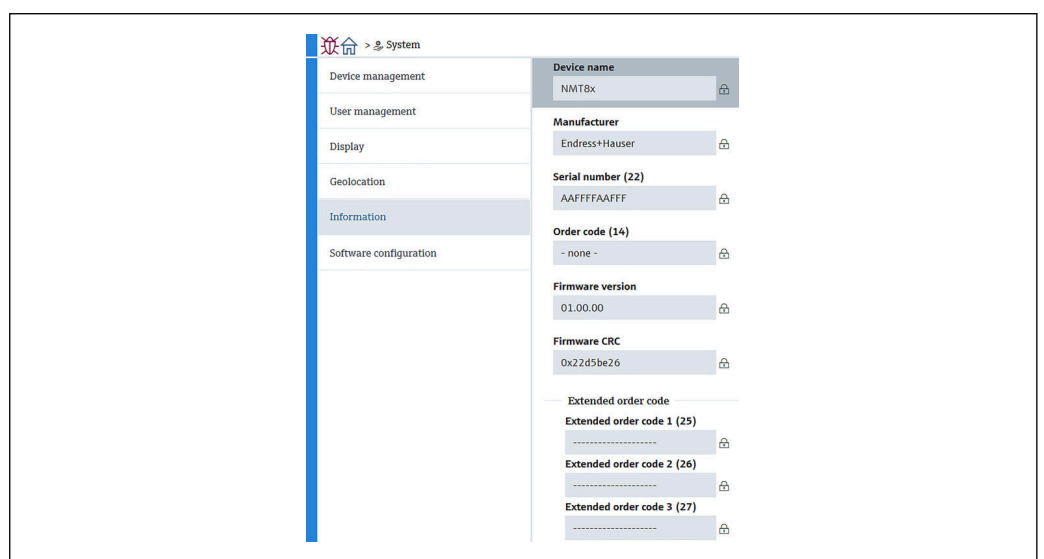 > System
Device management
User management
Display
Geolocation
Information
Software configuration
Device name
NMT8x
Manufacturer
Endress+Hauser
Serial number (22)
AAFFFFAAFFF
Order code (14)
- none -
Firmware version
01.00.00
Firmware CRC
0x22d5be26
Extended order code
Extended order code 1 (25)
--------------------
Extended order code 2 (26)
--------------------
Extended order code 3 (27)
--------------------